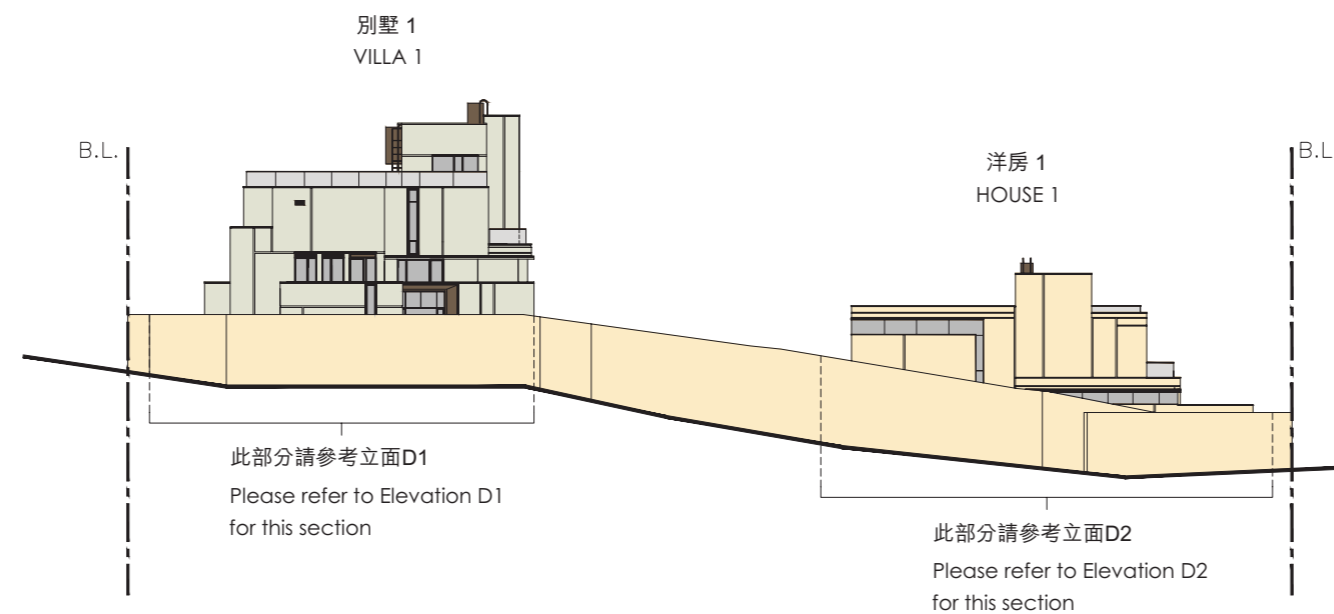 別墅 1
VILLA 1
B.L.
洋房 1
HOUSE 1
B.L
此部分請參考立面D1
Please refer to Elevation D1
for this section
此部分請參考立面D2
Please refer to Elevation D2
for this section